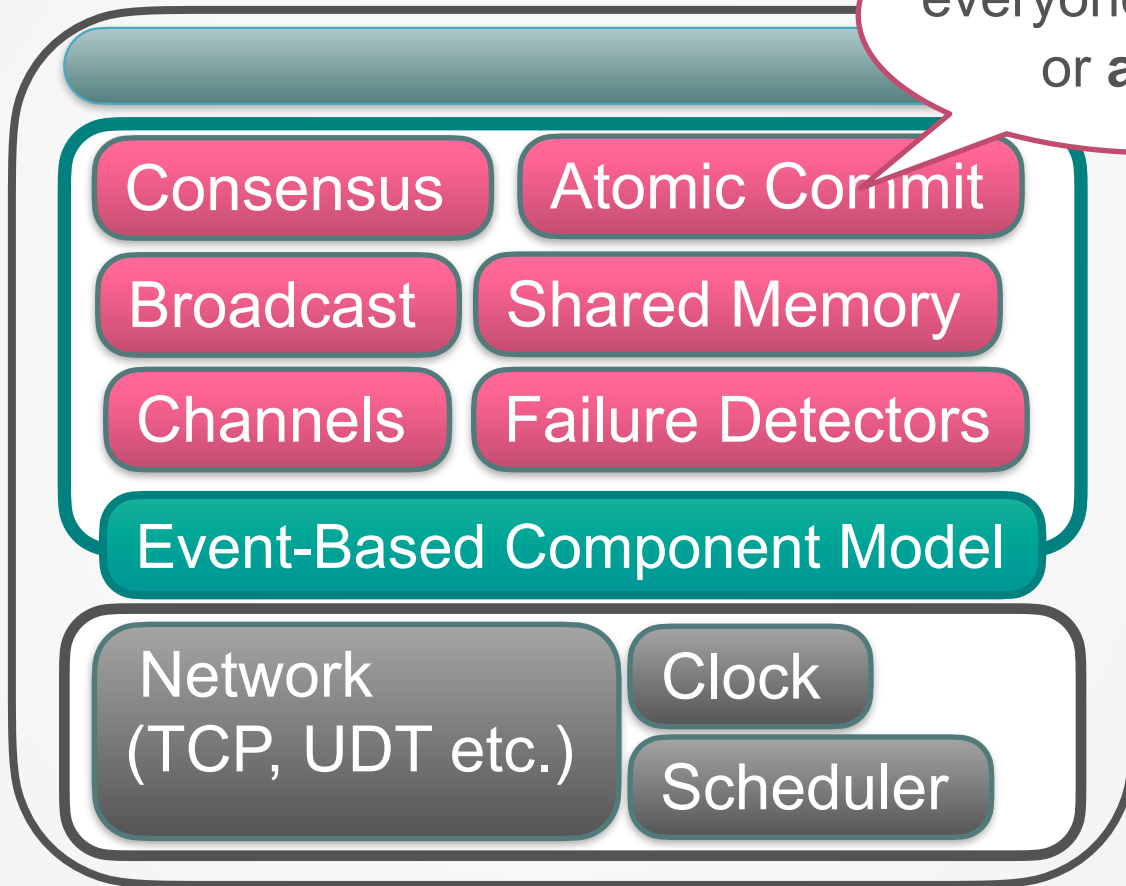 everyone
or a
Consensus
Atomic Commit
Broadcast
Shared Memory
Channels
Failure Detectors
Event-Based Component Model
Network
(TCP, UDT etc.)
Clock
Scheduler